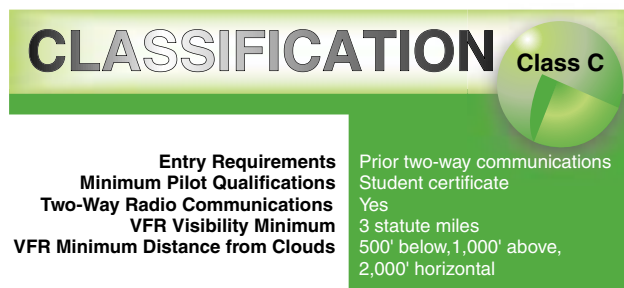 CLASSIFICATION
Class C
Entry Requirements Prior two-way communications
Minimum Pilot Qualifications Student certificate
Two-Way Radio Communications Yes
VFR Visibility Minimum 3 statute miles
VFR Minimum Distance from Clouds 500' below,1,000' above,
2,000' horizontal